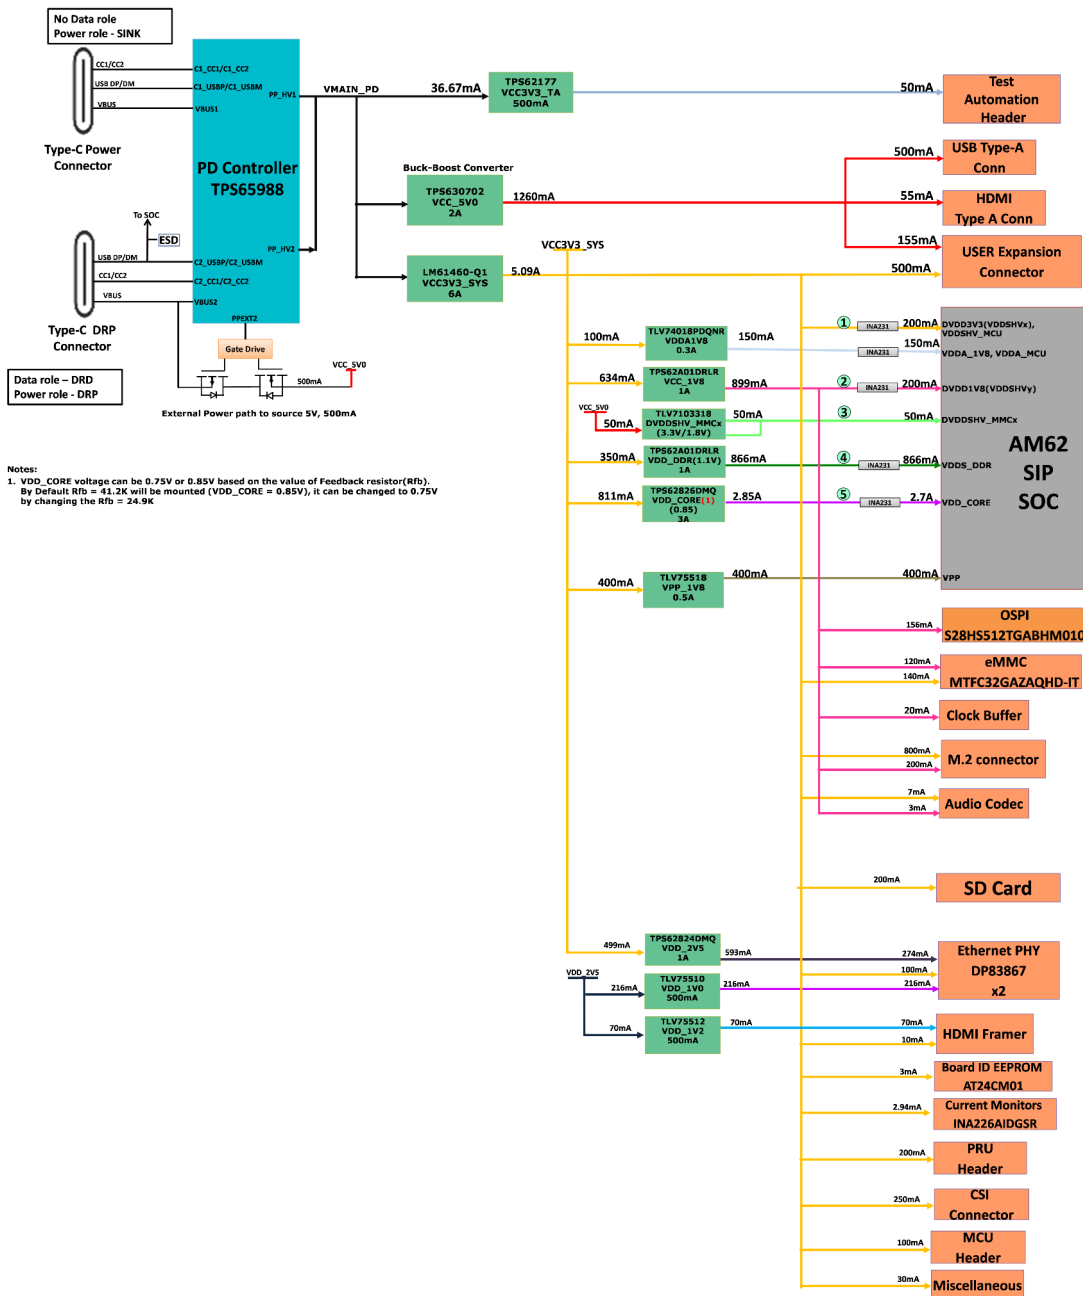 No Data role
Power role - SINK
CC1/CC2
USB DP/DM
VBUS
Type-C Power
Connector
C1_CC1/C1_CC2
C1_USBP/C1_USBM
VBUS1
PP_HV1
PD Controller
TPS65988
PP_HV2
C2_USBP/C2_USBM
C2_CC1/C2_CC2
VBUS2
PPEXT2
To SOC
ESD
USB DP/DM
CC1/CC2
VBUS
Type-C DRP
Connector
Data role – DRD
Power role - DRP
Gate Drive
500mA
VCC_5V0
External Power path to source 5V, 500mA
Notes:
1. VDD_CORE voltage can be 0.75V or 0.85V based on the value of Feedback resistor(Rfb).
By Default Rfb = 41.2K will be mounted (VDD_CORE = 0.85V), it can be changed to 0.75V
by changing the Rfb = 24.9K
VMAIN_PD
36.67mA
TPS62177
VCC3V3_TA
500mA
50mA
Test
Automation
Header
Buck-Boost Converter
TPS630702
VCC_5V0
2A
1260mA
500mA
USB Type-A
Conn
55mA
HDMI
Type A Conn
155mA
USER Expansion
Connector
500mA
LM61460-Q1
VCC3V3_SYS
6A
5.09A
VCC3V3_SYS
1
INA231
200mA
DVDD3V3(VDDSHVx),
VDDSHV_MCU
100mA
TLV74018PDQNR
VDDA1V8
0.3A
150mA
INA231
150mA
VDDA_1V8, VDDA_MCU
634mA
TPS62A01DRLR
VCC_1V8
1A
899mA
2
INA231
200mA
DVDD1V8(VDDSHVy)
VCC_5V0
50mA
TLV7103318
DVDDSHV_MMCx
(3.3V/1.8V)
50mA
3
50mA
DVDDSHV_MMCx
350mA
TPS62A01DRLR
VDD_DDR(1.1V)
1A
866mA
4
INA231
866mA
VDDS_DDR
811mA
TPS62826DMQ
VDD_CORE(1)
(0.85)
3A
2.85A
5
INA231
2.7A
VDD_CORE
400mA
TLV75518
VPP_1V8
0.5A
400mA
400mA
VPP
AM62
SIP
SOC
156mA
OSPI
S28HS512TGABHM010
120mA
140mA
eMMC
MTFC32GAZAQHD-IT
20mA
Clock Buffer
800mA
200mA
M.2 connector
7mA
3mA
Audio Codec
200mA
SD Card
499mA
TPS62824DMQ
VDD_2V5
1A
593mA
274mA
100mA
216mA
Ethernet PHY
DP83867
x2
VDD_2V5
216mA
TLV75510
VDD_1V0
500mA
216mA
70mA
TLV75512
VDD_1V2
500mA
70mA
70mA
10mA
HDMI Framer
3mA
Board ID EEPROM
AT24CM01
2.94mA
Current Monitors
INA226AIDGSR
200mA
PRU
Header
250mA
CSI
Connector
100mA
MCU
Header
30mA
Miscellaneous